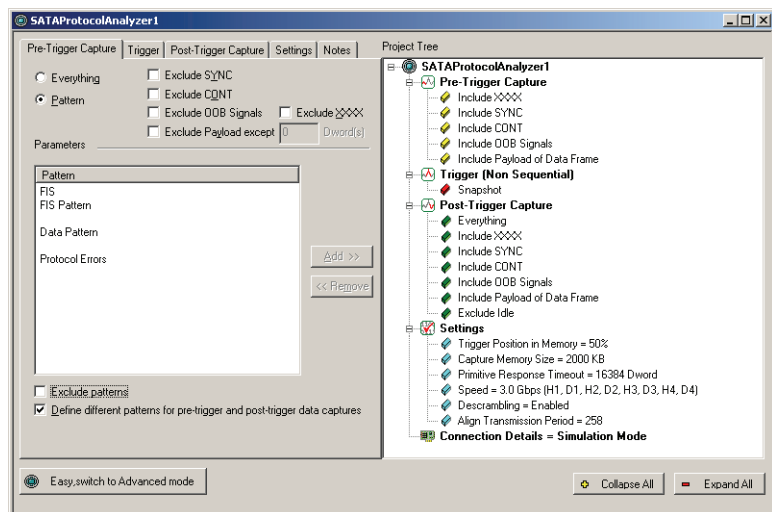 SATAProtocolAnalyzer1
Pre-Trigger Capture
Trigger
Post-Trigger Capture
Settings
Notes
Everything
Pattern
Exclude SYNC
Exclude CONT
Exclude OOB Signals
Exclude XXXX
Exclude Payload except
0
Dword(s)
Parameters
Pattern
FIS
FIS Pattern
Data Pattern
Protocol Errors
Add >>
<< Remove
Exclude patterns
Define different patterns for pre-trigger and post-trigger data captures
Project Tree
SATAProtocolAnalyzer1
Pre-Trigger Capture
Include XXXX
Include SYNC
Include CONT
Include OOB Signals
Include Payload of Data Frame
Trigger (Non Sequential)
Snapshot
Post-Trigger Capture
Everything
Include XXXX
Include SYNC
Include CONT
Include OOB Signals
Include Payload of Data Frame
Exclude Idle
Settings
Trigger Position in Memory = 50%
Capture Memory Size = 2000 KB
Primitive Response Timeout = 16384 Dword
Speed = 3.0 Gbps (H1, D1, H2, D2, H3, D3, H4, D4)
Descrambling = Enabled
Align Transmission Period = 258
Connection Details = Simulation Mode
Easy,switch to Advanced mode
Collapse All
Expand All